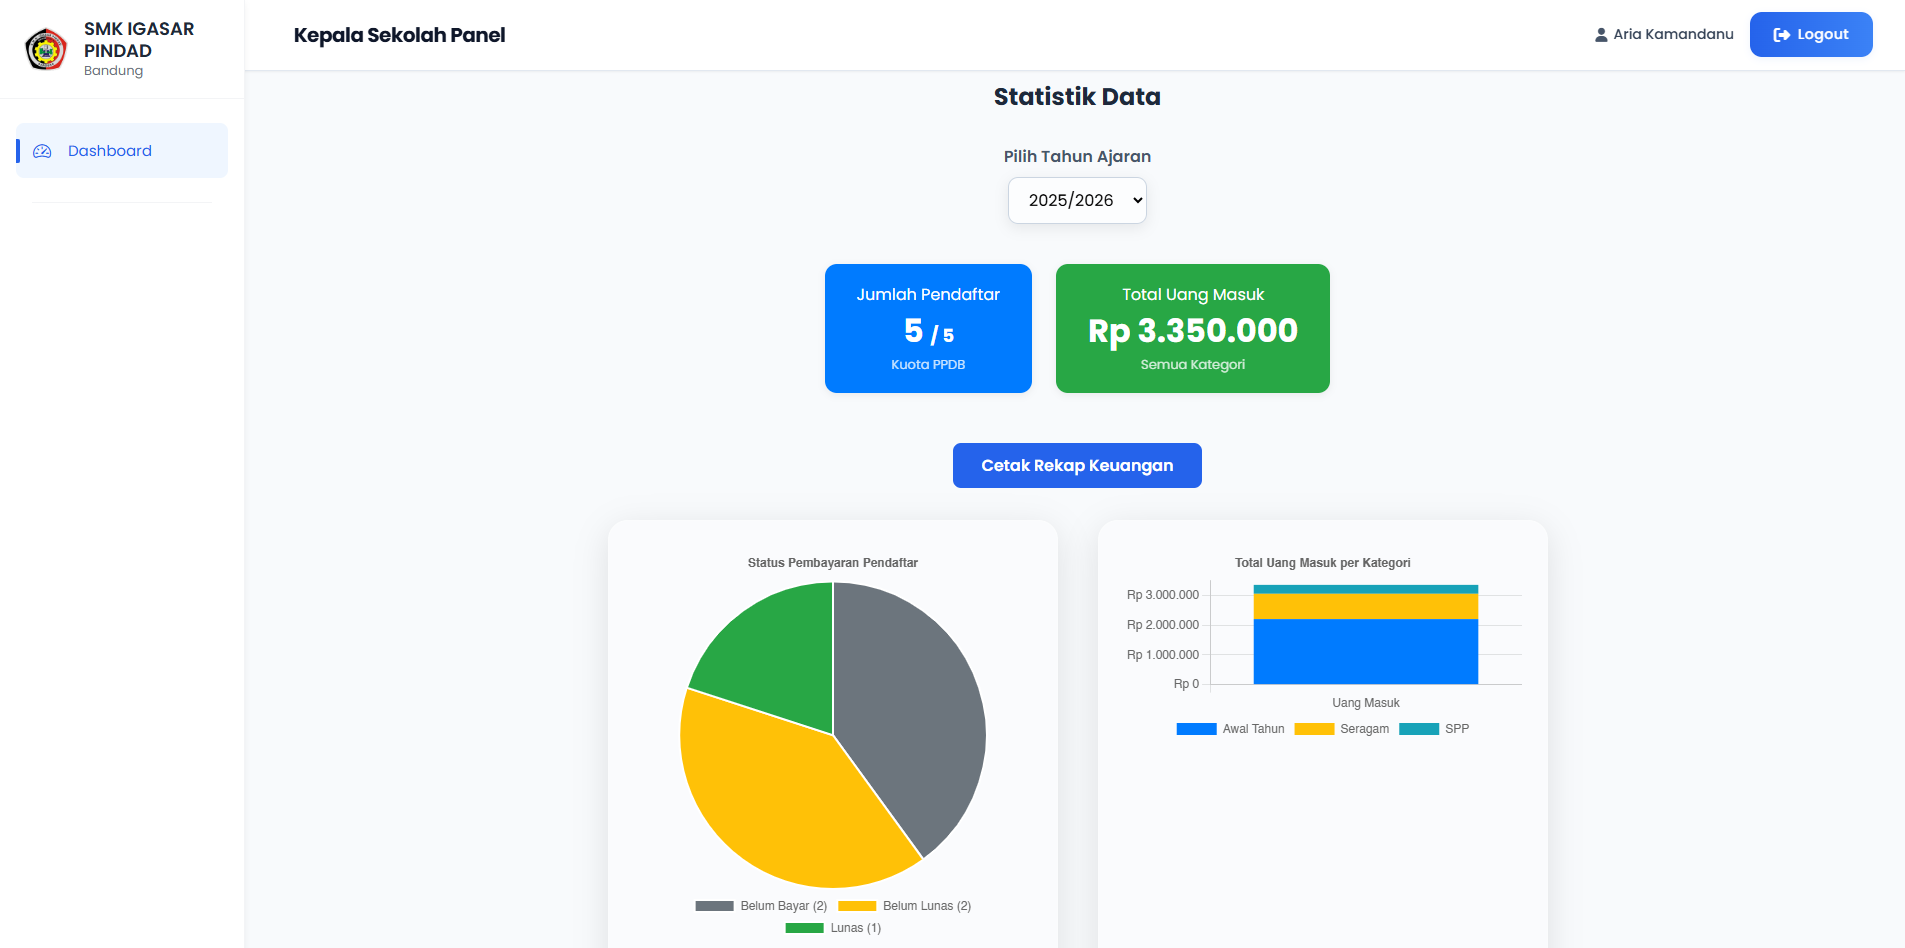 SMK IGASAR
PINDAD
Bandung
Dashboard
Kepala Sekolah Panel
Aria Kamandanu
Logout
Statistik Data
Pilih Tahun Ajaran
2025/2026
Jumlah Pendaftar
5 / 5
Kuota PPDB
Total Uang Masuk
Rp 3.350.000
Semua Kategori
Cetak Rekap Keuangan
Status Pembayaran Pendaftar
Belum Bayar (2)
Belum Lunas (2)
Lunas (1)
Total Uang Masuk per Kategori
Rp 3.000.000
Rp 2.000.000
Rp 1.000.000
Rp 0
Uang Masuk
Awal Tahun
Seragam
SPP